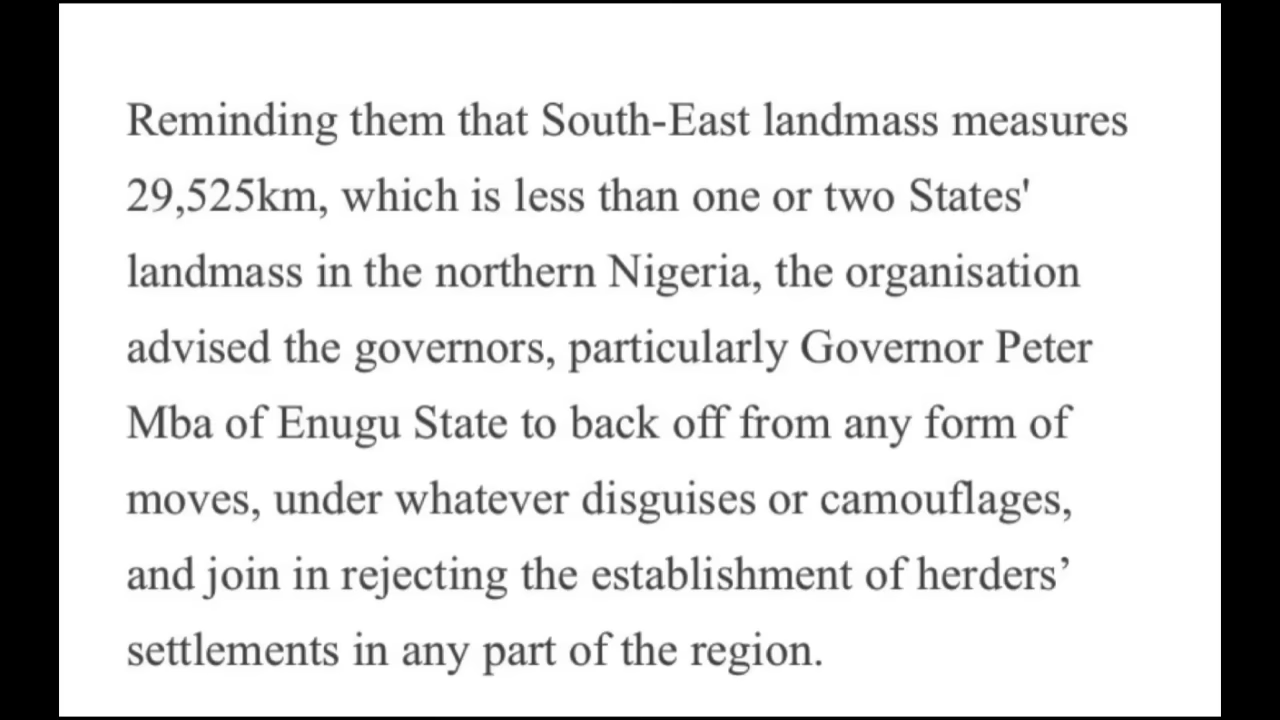 Reminding them that South-East landmass measures
29,525km, which is less than one or two States'
landmass in the northern Nigeria, the organisation
advised the governors, particularly Governor Peter
Mba of Enugu State to back off from any form of
moves, under whatever disguises or camouflages,
and join in rejecting the establishment of herders’
settlements in any part of the region.